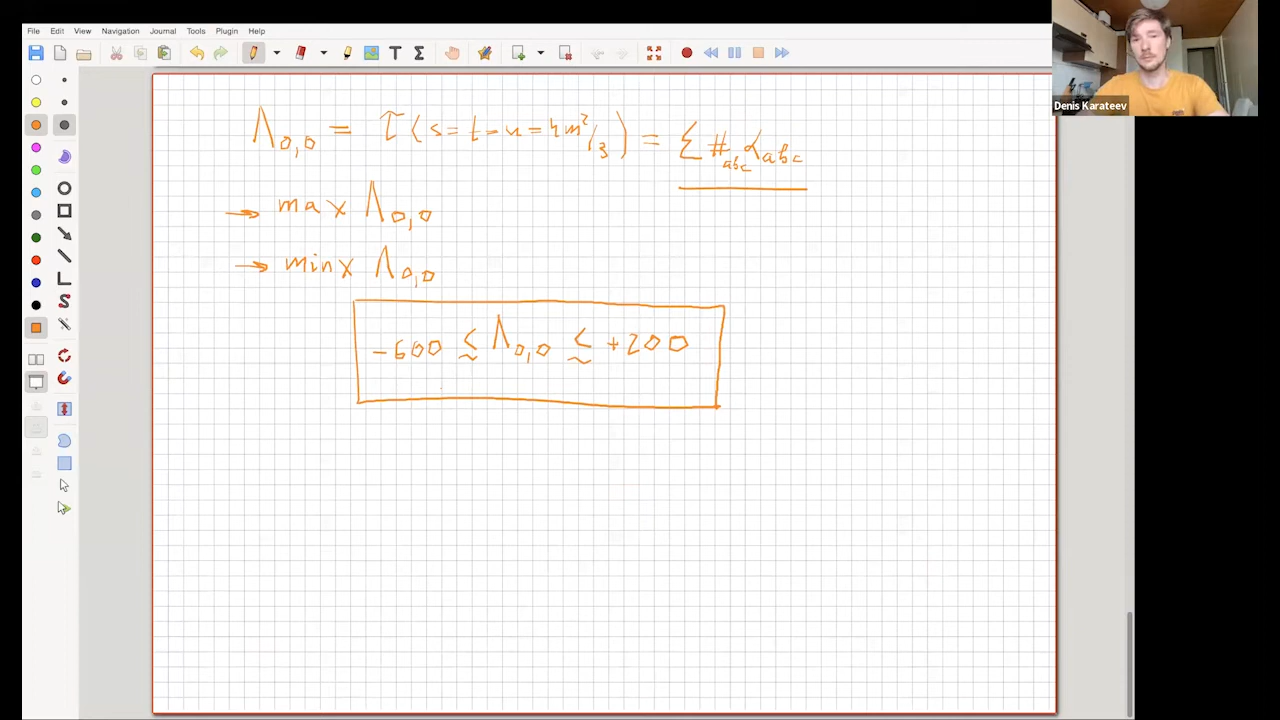 File Edit View Navigation Journal Tools Plugin Help
Denis Karateev
Λ₀,₀ = T(s=t=u=4m²/3) = Σ #abc αabc
→ max Λ₀,₀
→ minx Λ₀,₀
-600 ≲ Λ₀,₀ ≲ +200